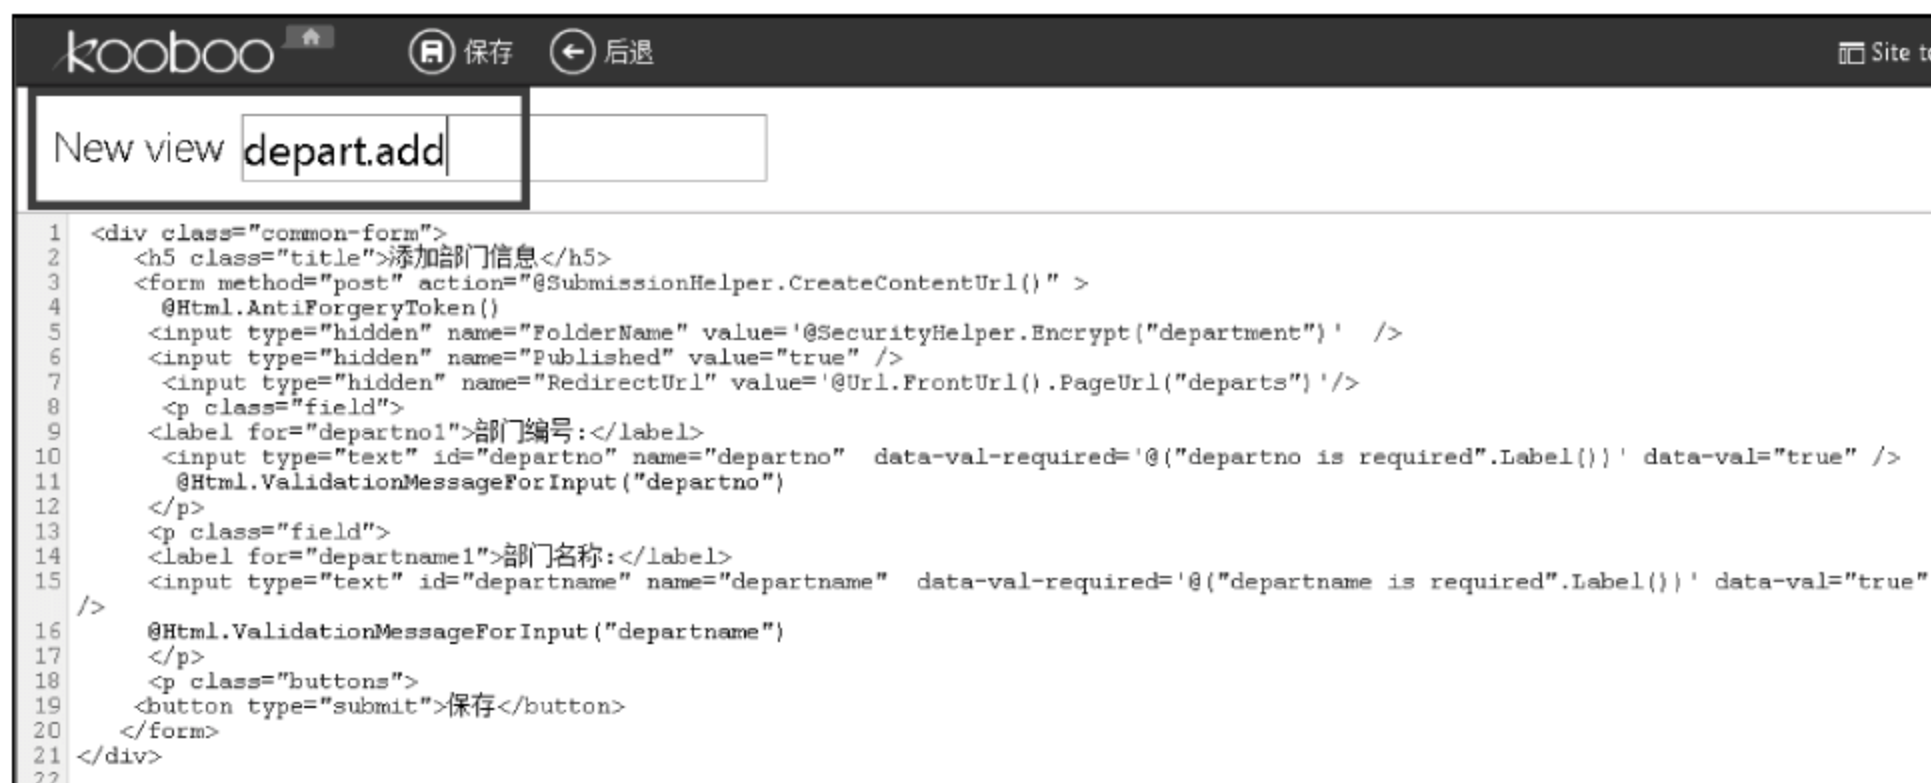 kooboo 保存 后退 Site
New view depart.add
1 <div class="common-form">
2 <h5 class="title">添加部门信息</h5>
3 <form method="post" action="@SubmissionHelper.CreateContentUrl()" >
4 @Html.AntiForgeryToken()
5 <input type="hidden" name="FolderName" value='@SecurityHelper.Encrypt("department")' />
6 <input type="hidden" name="Published" value="true" />
7 <input type="hidden" name="RedirectUrl" value='@Url.FrontUrl().PageUrl("departs")'/>
8 <p class="field">
9 <label for="departno1">部门编号:</label>
10 <input type="text" id="departno" name="departno" data-val-required='@("departno is required".Label())' data-val="true" />
11 @Html.ValidationMessageForInput("departno")
12 </p>
13 <p class="field">
14 <label for="departname1">部门名称:</label>
15 <input type="text" id="departname" name="departname" data-val-required='@("departname is required".Label())' data-val="true"
/>
16 @Html.ValidationMessageForInput("departname")
17 </p>
18 <p class="buttons">
19 <button type="submit">保存</button>
20 </form>
21 </div>
22